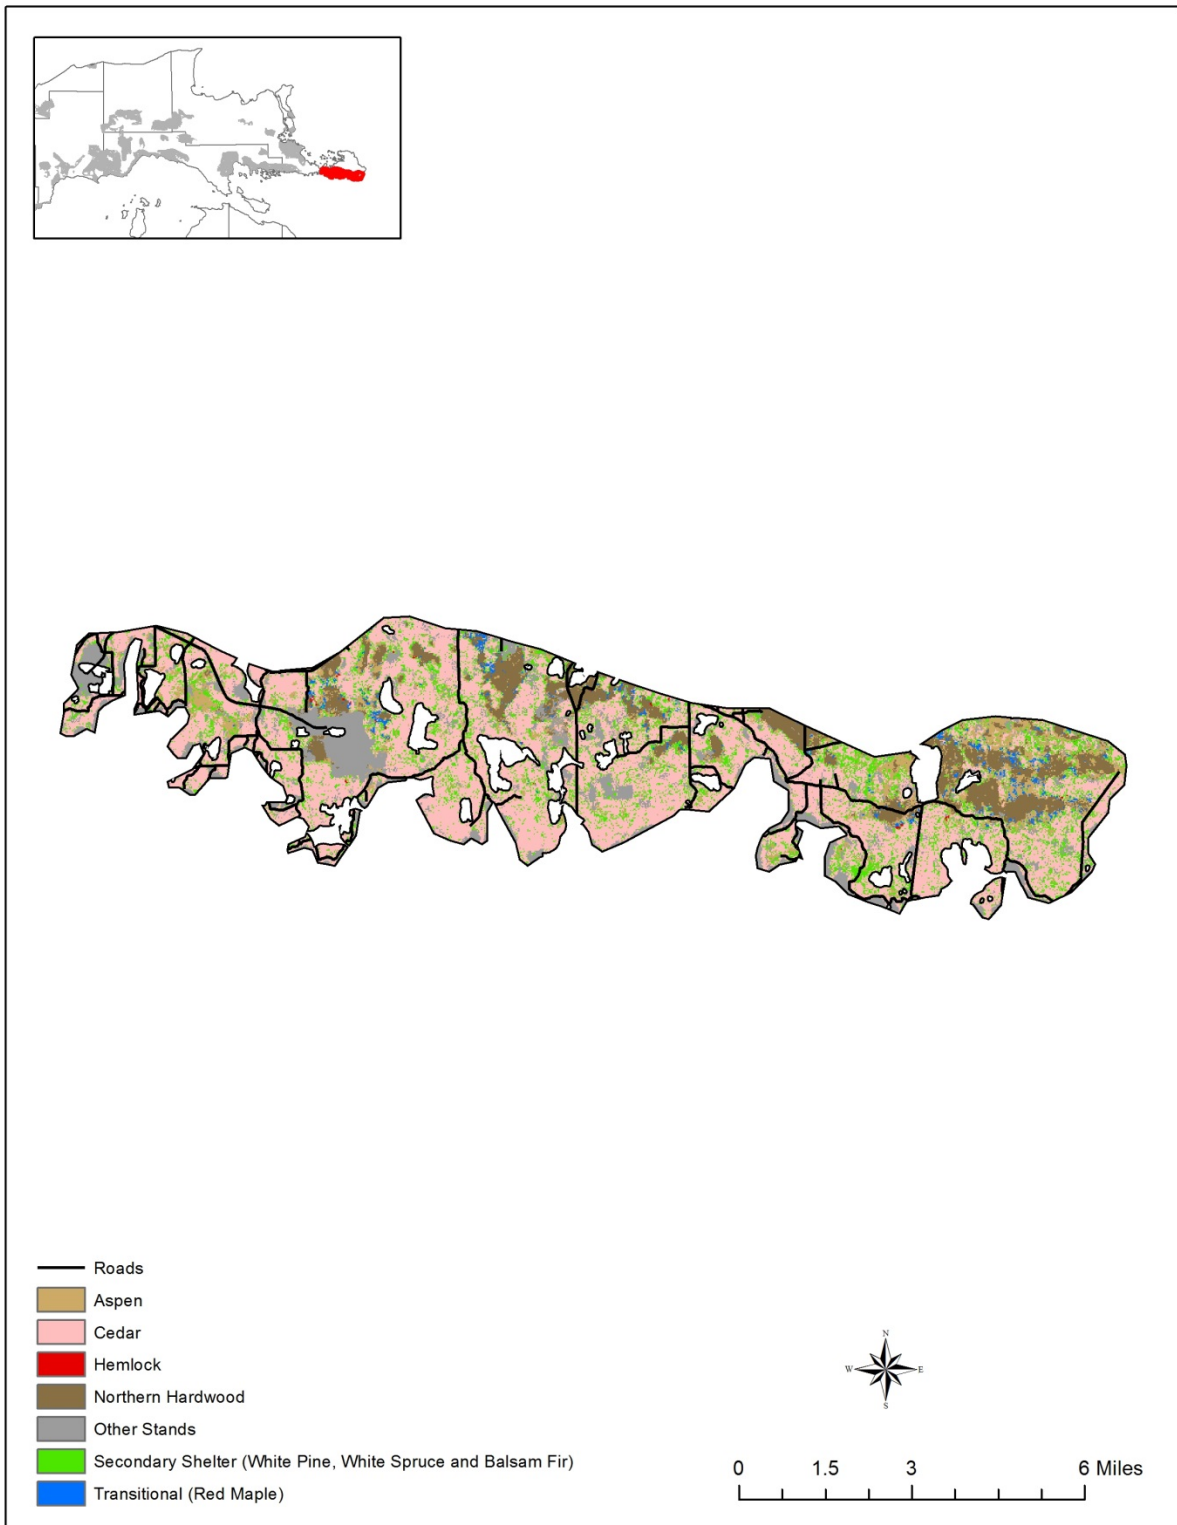 Roads
Aspen
Cedar
Hemlock
Northern Hardwood
Other Stands
Secondary Shelter (White Pine, White Spruce and Balsam Fir)
Transitional (Red Maple)
N
W E
S
0 1.5 3 6 Miles